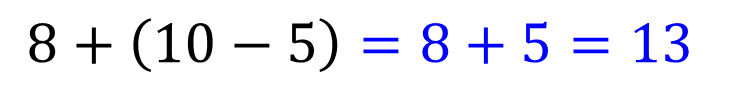 8 + (10 − 5) = 8 + 5 = 13